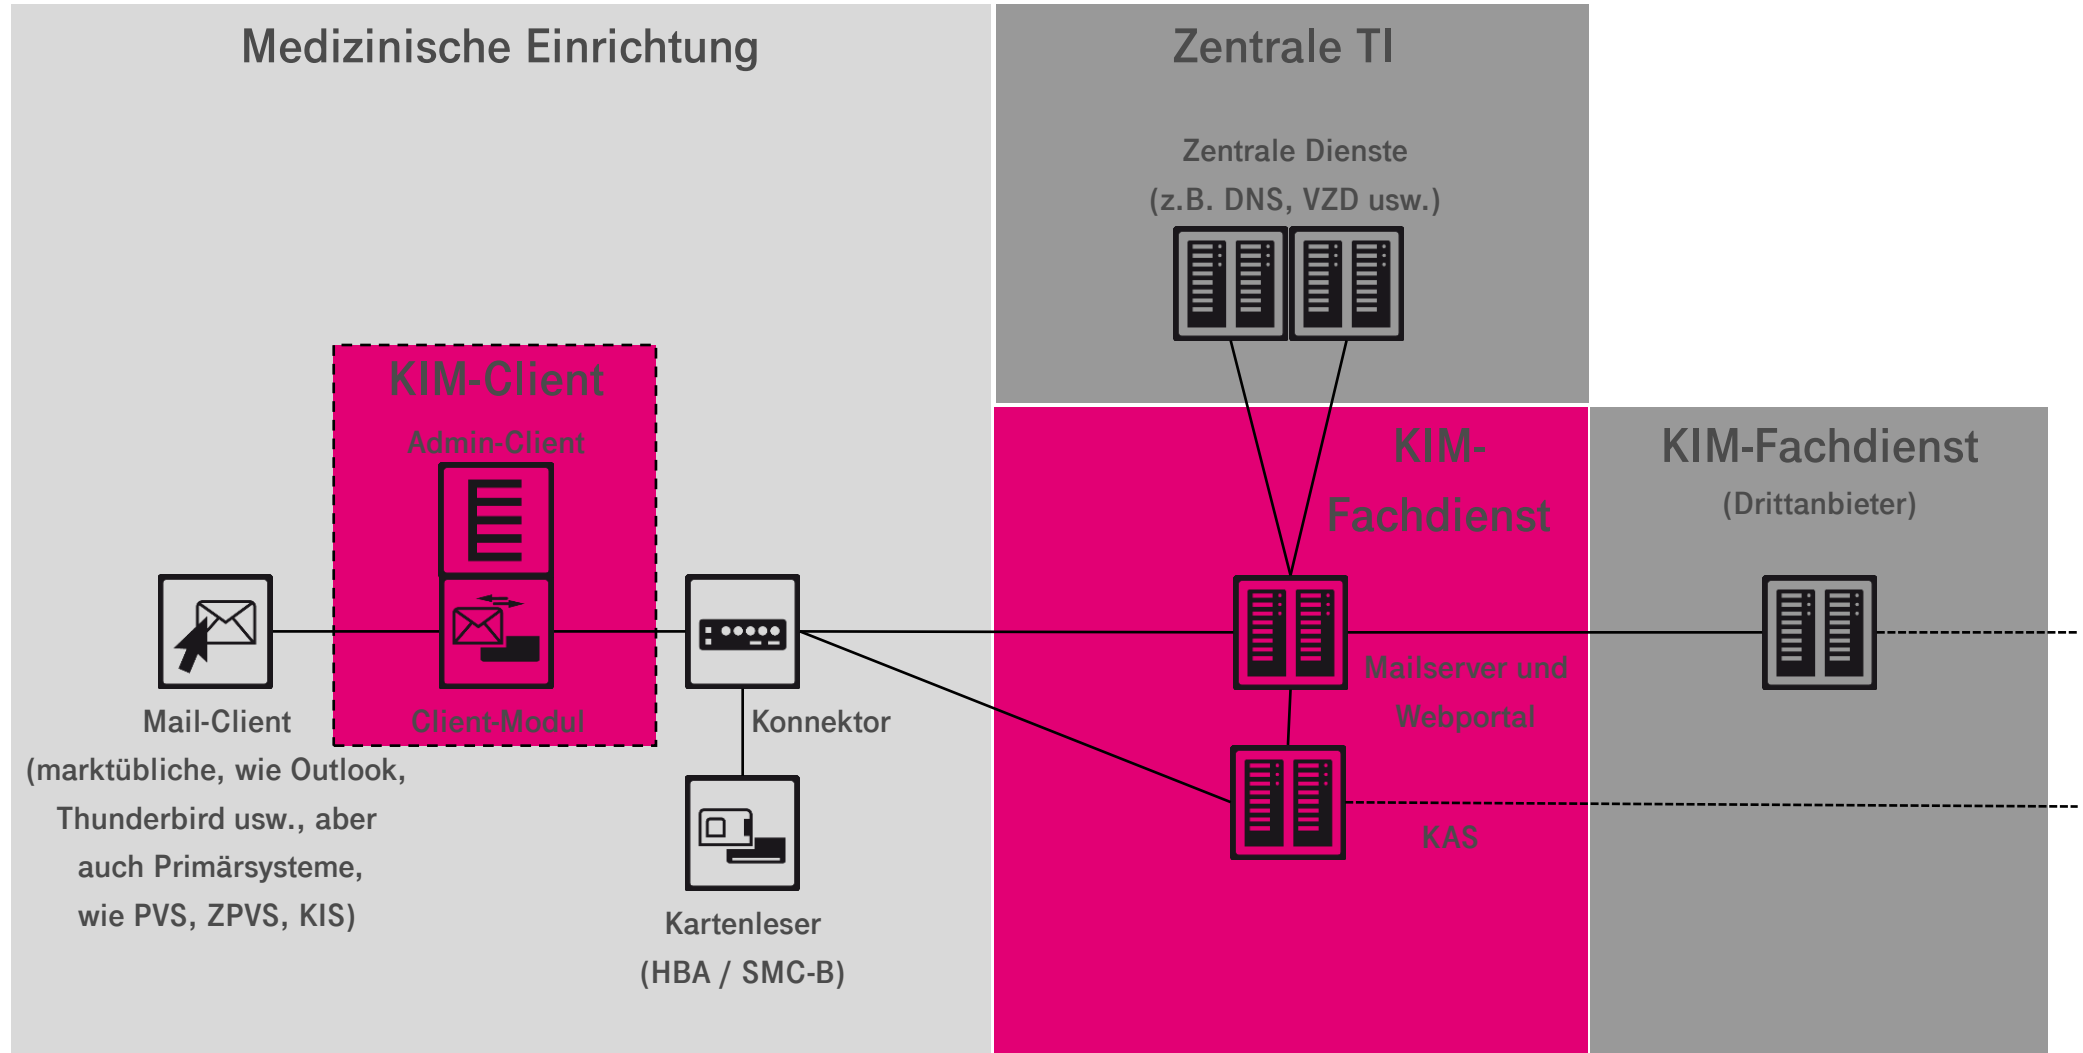 Medizinische Einrichtung
Zentrale TI
Zentrale Dienste
(z.B. DNS, VZD usw.)
KIM-Client
Admin-Client
Client-Modul
Mail-Client
(marktübliche, wie Outlook,
Thunderbird usw., aber
auch Primärsysteme,
wie PVS, ZPVS, KIS)
Konnektor
Kartenleser
(HBA / SMC-B)
KIM-
Fachdienst
Mailserver und
Webportal
KAS
KIM-Fachdienst
(Drittanbieter)